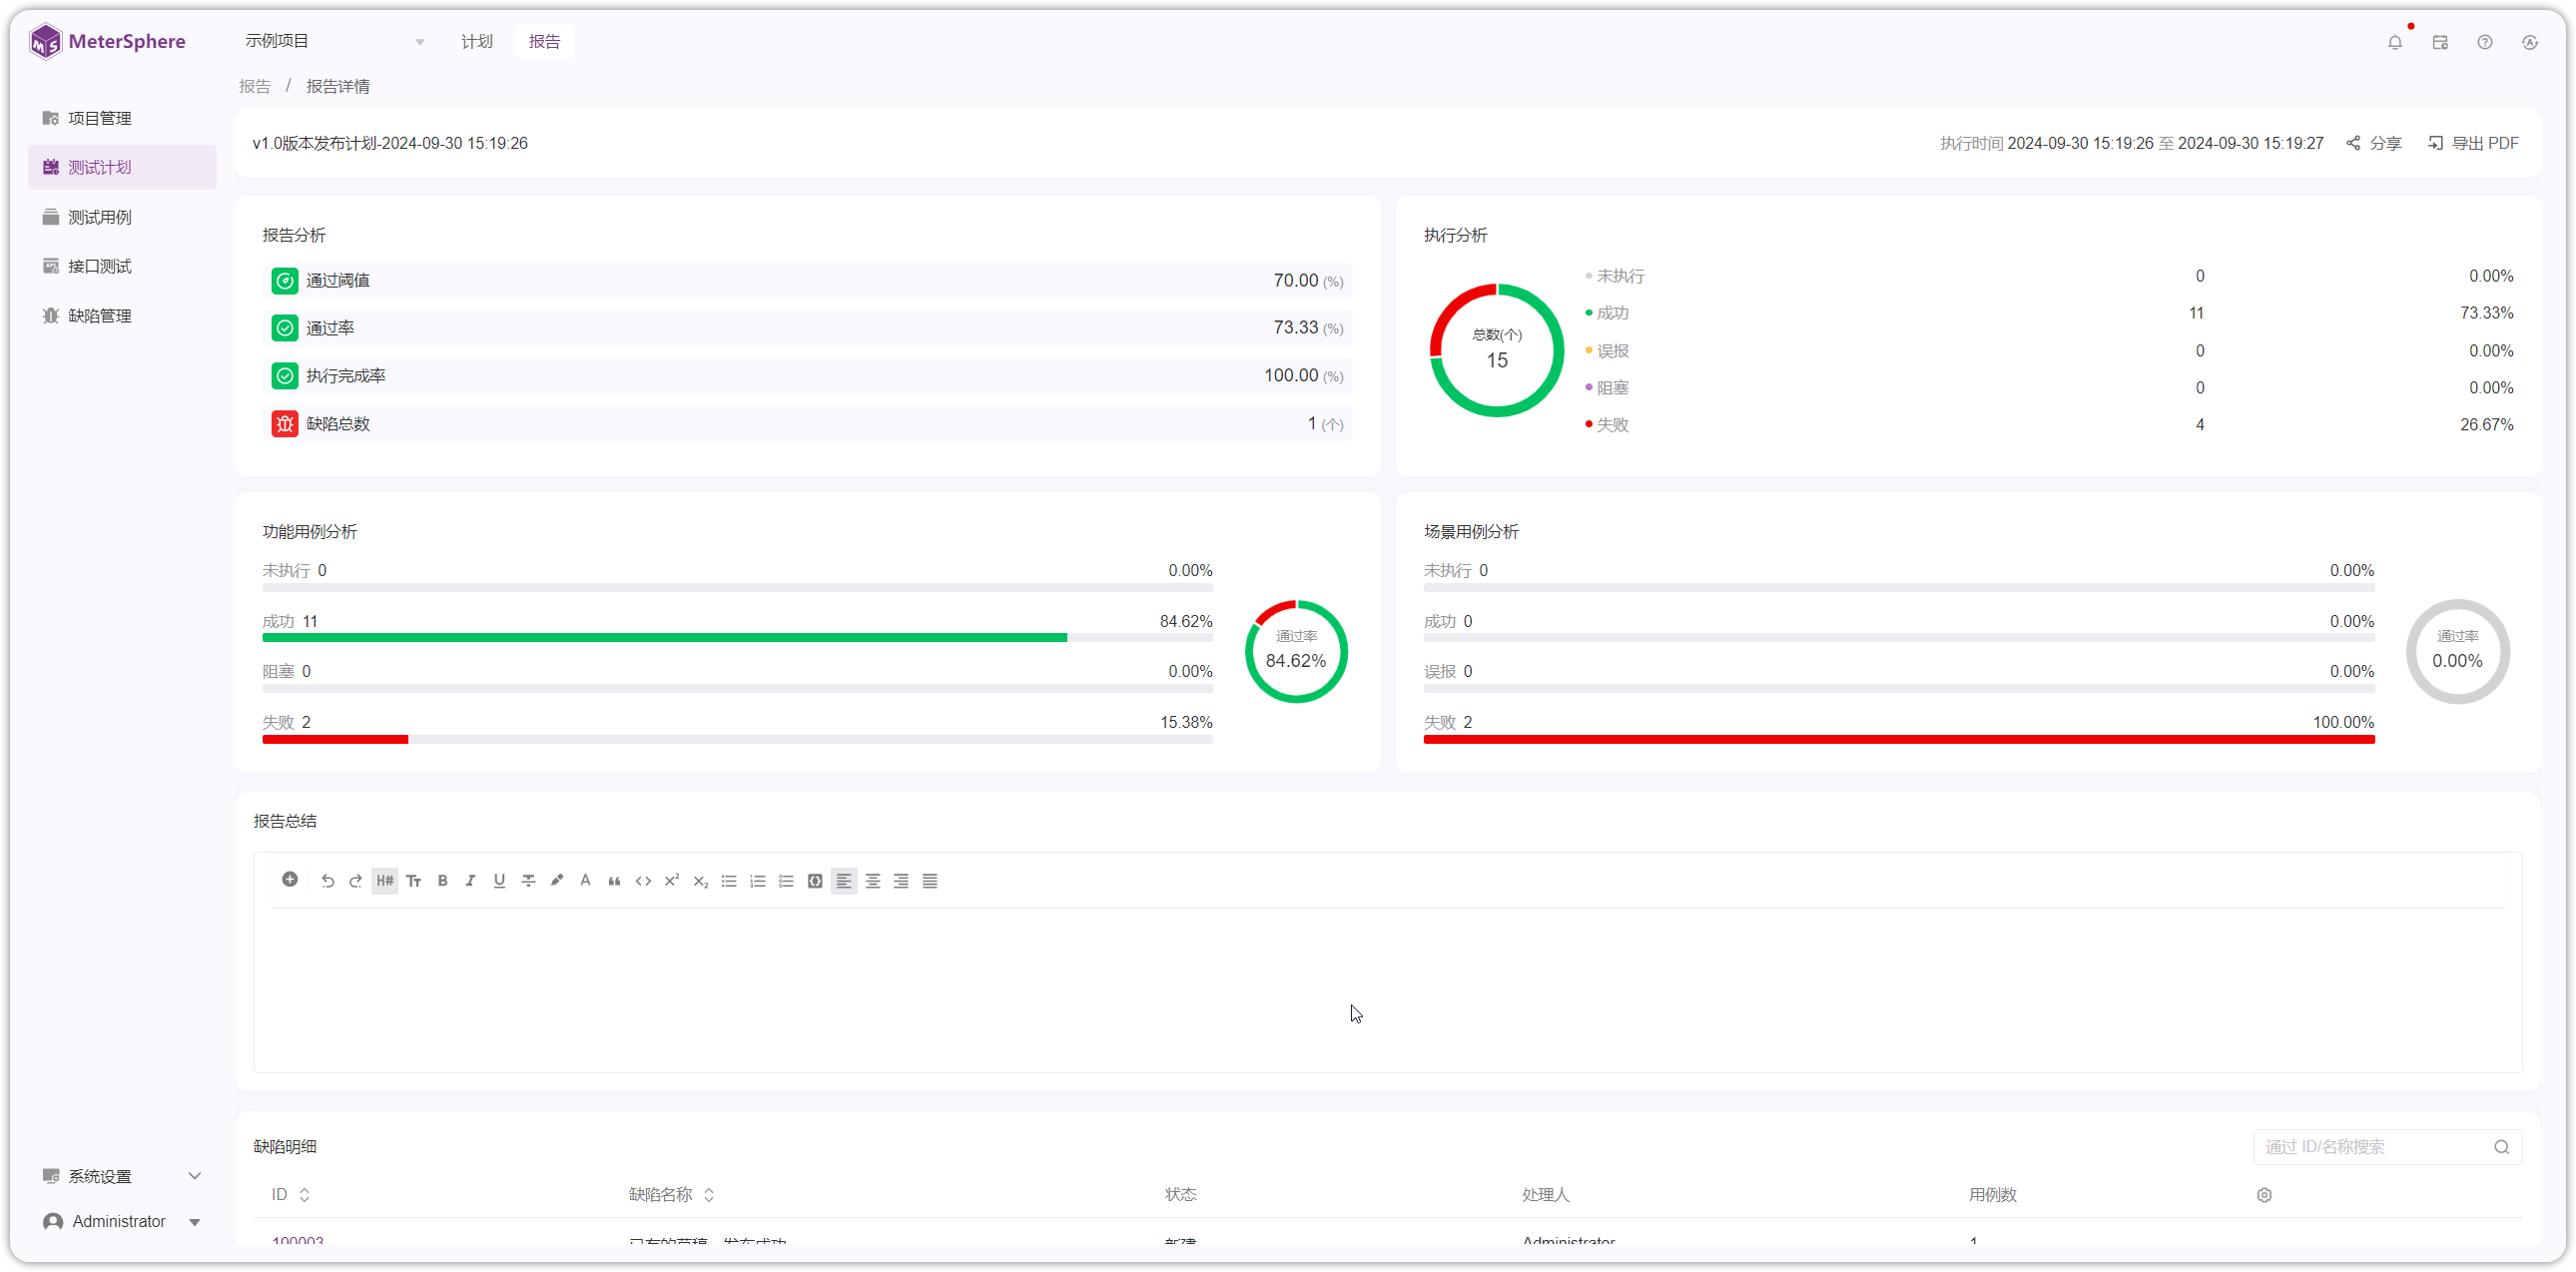 MeterSphere
示例项目
计划
报告
报告 / 报告详情
项目管理
测试计划
测试用例
接口测试
缺陷管理
v1.0版本发布计划-2024-09-30 15:19:26
执行时间 2024-09-30 15:19:26 至 2024-09-30 15:19:27
分享
导出 PDF
报告分析
通过阈值 70.00 (%)
通过率 73.33 (%)
执行完成率 100.00 (%)
缺陷总数 1 (个)
执行分析
总数(个)
15
未执行 0 0.00%
成功 11 73.33%
误报 0 0.00%
阻塞 0 0.00%
失败 4 26.67%
功能用例分析
未执行 0 0.00%
成功 11 84.62%
阻塞 0 0.00%
失败 2 15.38%
通过率
84.62%
场景用例分析
未执行 0 0.00%
成功 0 0.00%
误报 0 0.00%
失败 2 100.00%
通过率
0.00%
报告总结
缺陷明细
通过 ID/名称搜索
ID 缺陷名称 状态 处理人 用例数
100003 已有的草稿，发布成功 新建 Administrator 1
系统设置
Administrator